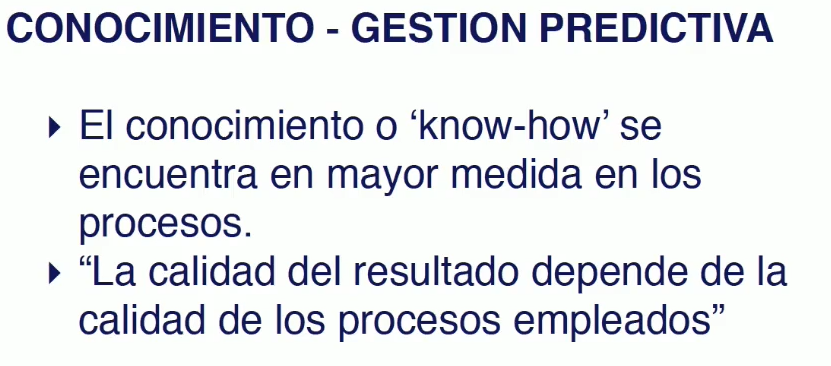 CONOCIMIENTO - GESTION PREDICTIVA
El conocimiento o ‘know-how’ se
encuentra en mayor medida en los
procesos.
“La calidad del resultado depende de la
calidad de los procesos empleados”